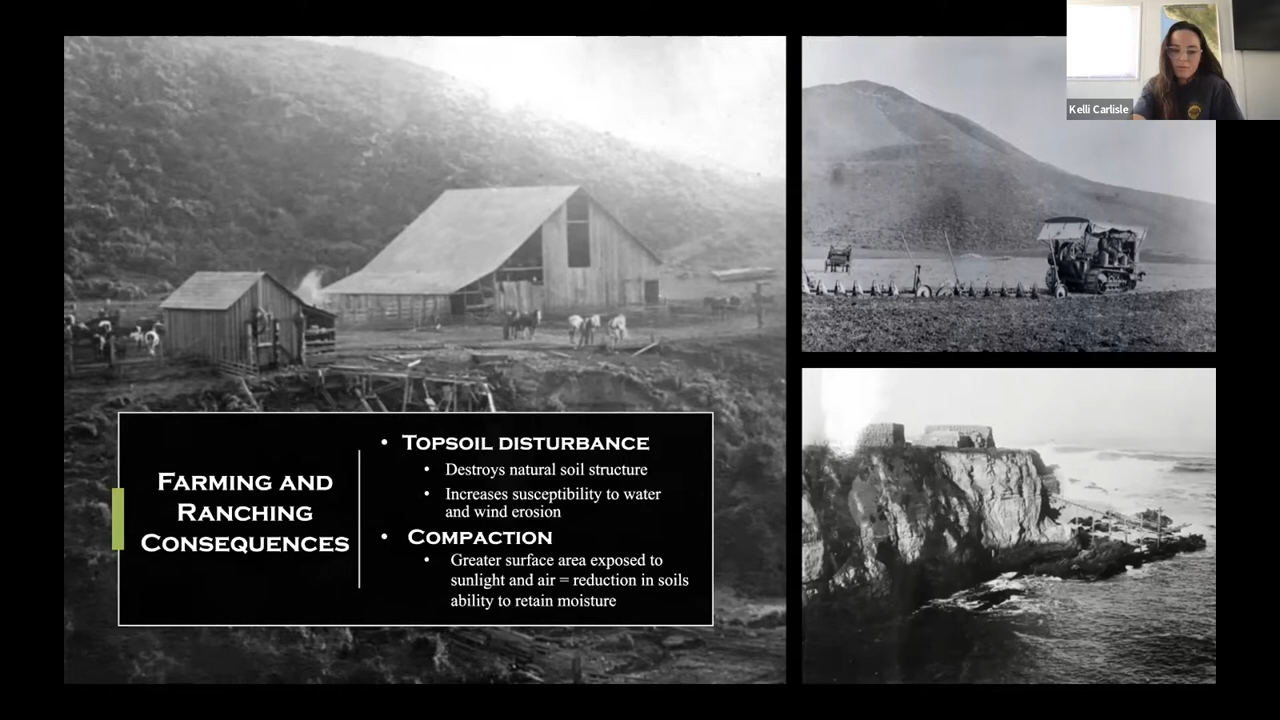 Kelli Carlisle
FARMING AND
RANCHING
CONSEQUENCES
• TOPSOIL DISTURBANCE
• Destroys natural soil structure
• Increases susceptibility to water
and wind erosion
• COMPACTION
• Greater surface area exposed to
sunlight and air = reduction in soils
ability to retain moisture